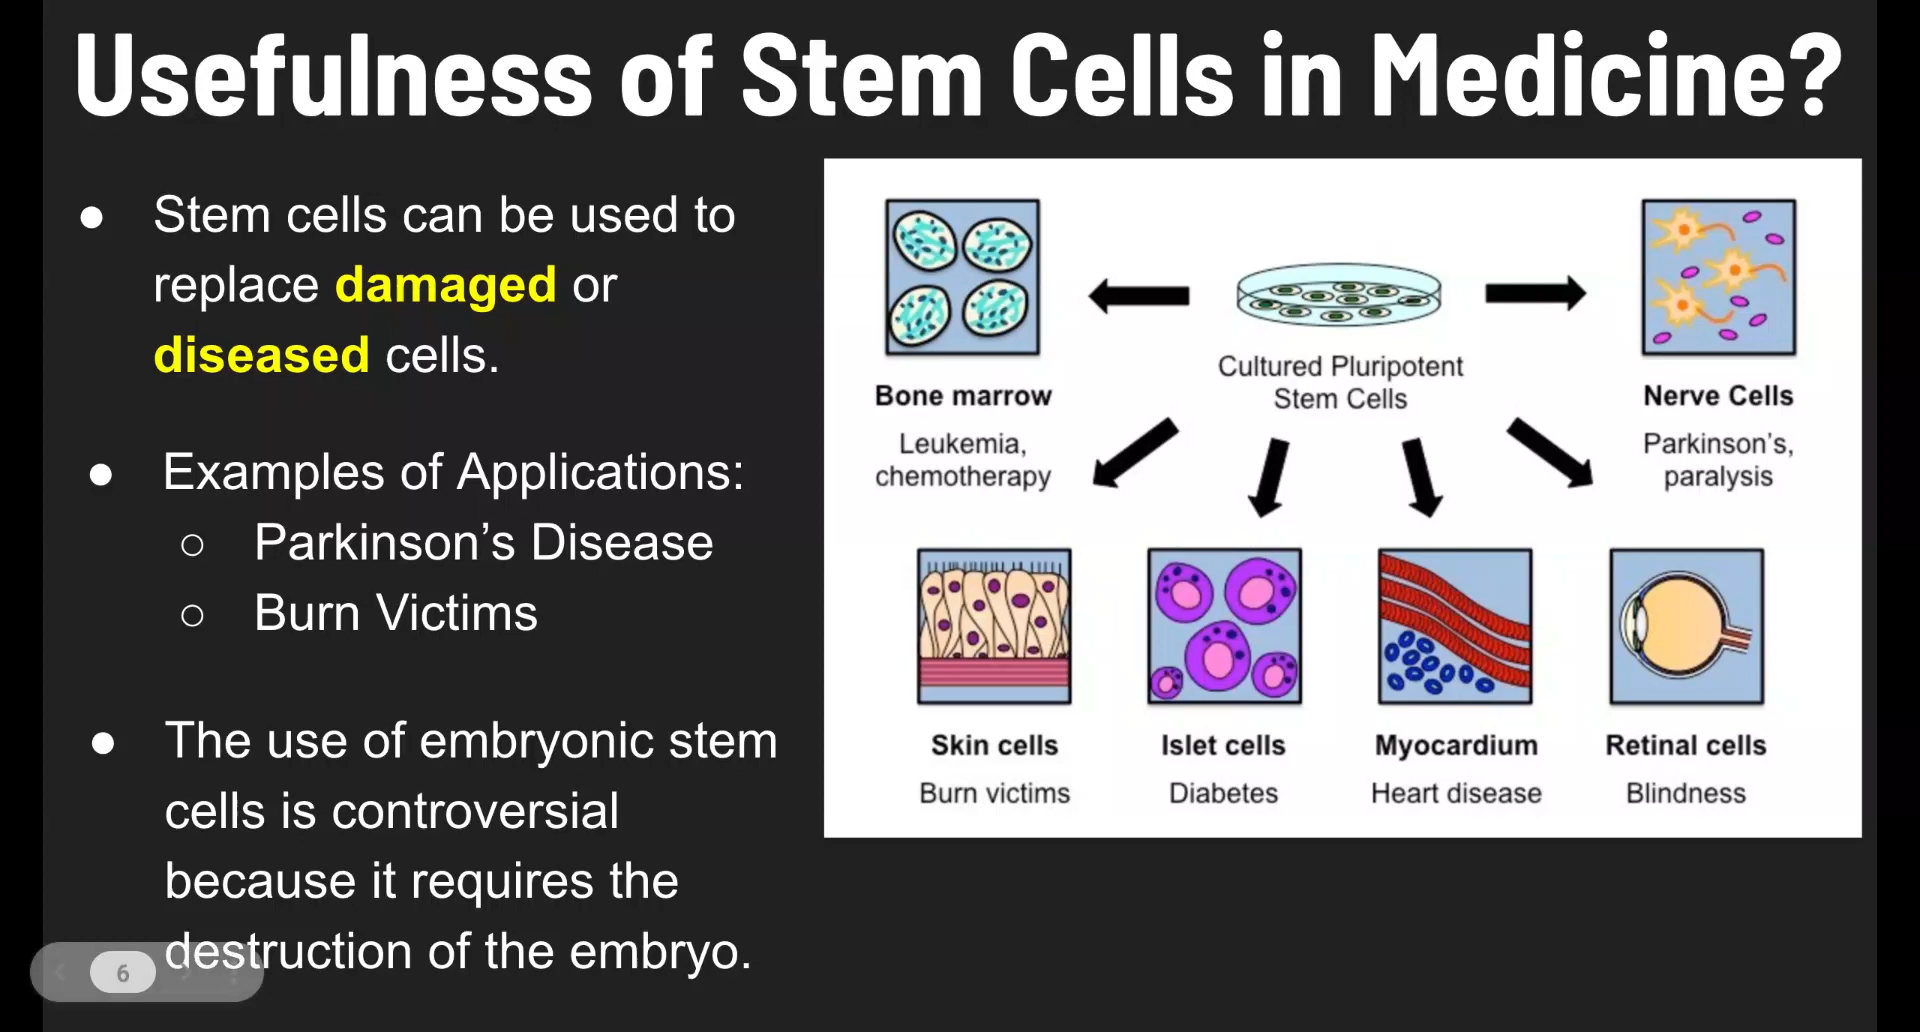 Usefulness of Stem Cells in Medicine?
● Stem cells can be used to
replace damaged or
diseased cells.
● Examples of Applications:
○ Parkinson’s Disease
○ Burn Victims
● The use of embryonic stem
cells is controversial
because it requires the
destruction of the embryo.
Cultured Pluripotent
Stem Cells
Bone marrow
Leukemia,
chemotherapy
Nerve Cells
Parkinson’s,
paralysis
Skin cells
Burn victims
Islet cells
Diabetes
Myocardium
Heart disease
Retinal cells
Blindness
6